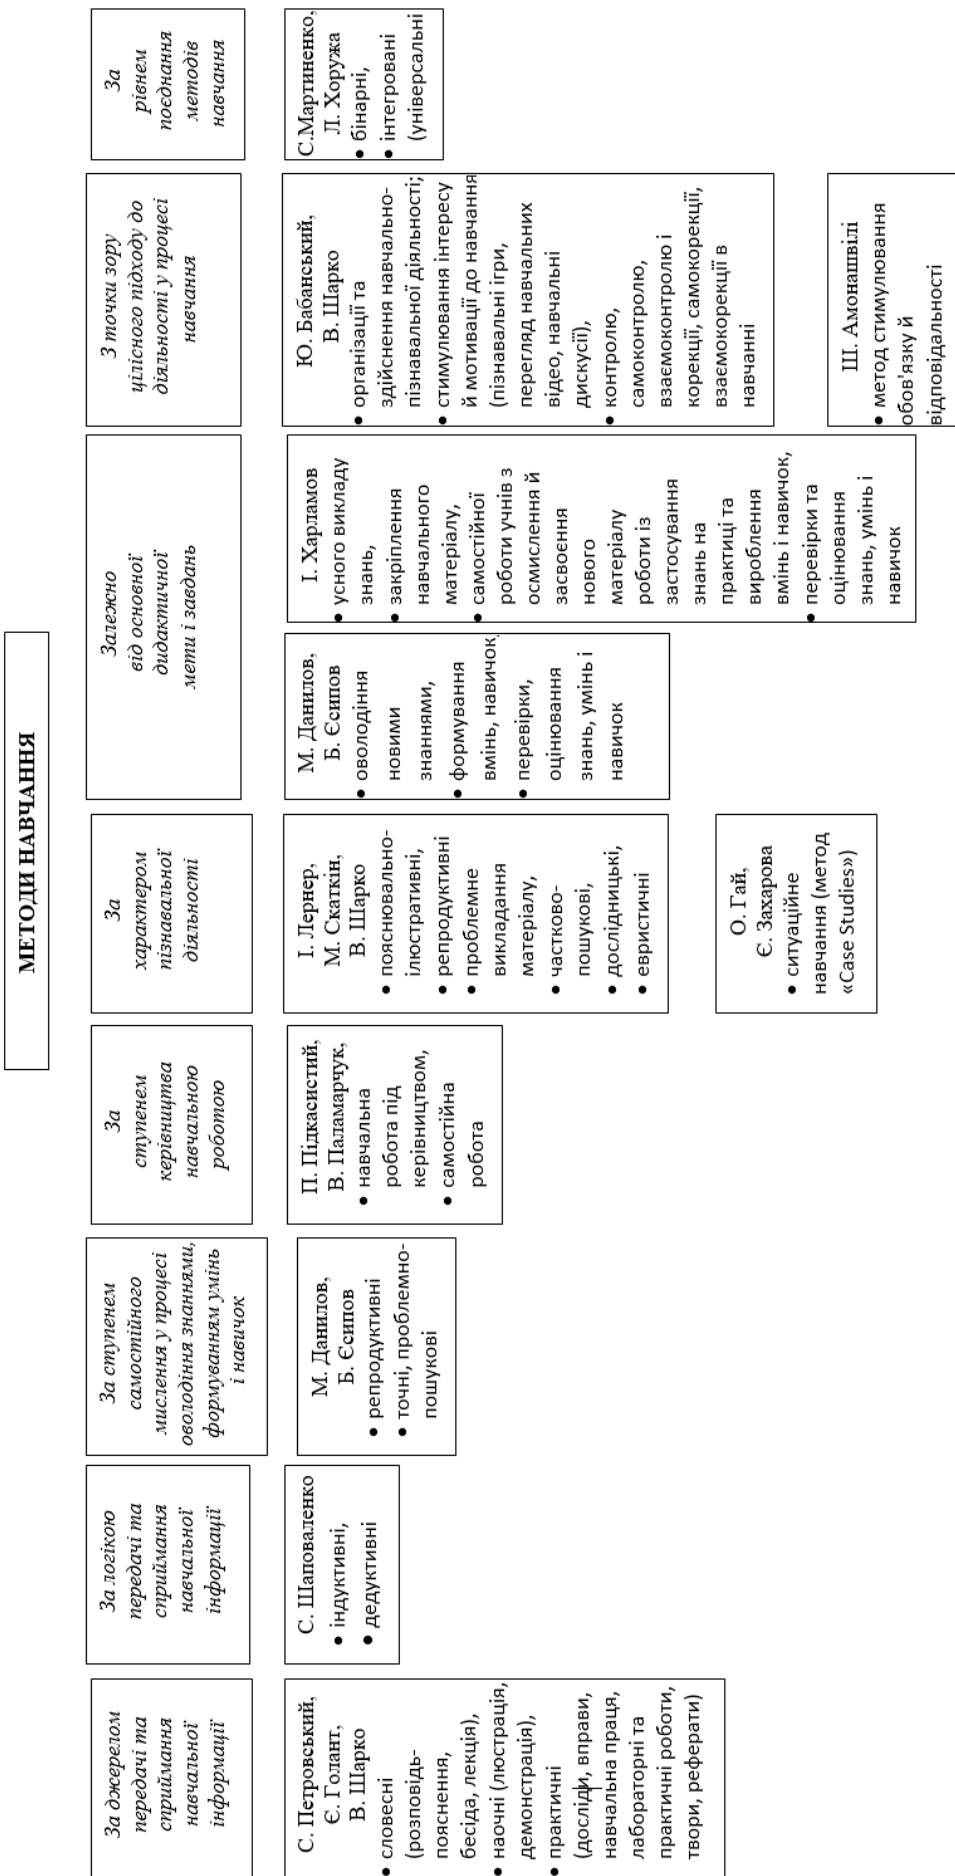 МЕТОДИ НАВЧАННЯ
За джерелом
передачі та
сприймання
навчальної
інформації
С. Петровський,
Є. Голант,
В. Шарко
• словесні
(розповідь-
пояснення,
бесіда, лекція),
• наочні (люстрація,
демонстрація),
• практичні
(досліди, вправи,
навчальна праця,
лабораторні та
практичні роботи,
твори, реферати)
За логікою
передачі та
сприймання
навчальної
інформації
С. Шаповаленко
• індуктивні,
• дедуктивні
За ступенем
самостійного
мислення у процесі
оволодіння знаннями,
формуванням умінь
і навичок
М. Данилов,
Б. Єсипов
• репродуктивні
• точні, проблемно-
пошукові
За
ступенем
керівництва
навчальною
роботою
П. Підкасистий,
В. Паламарчук,
• навчальна
робота під
керівництвом,
• самостійна
робота
За
характером
пізнавальної
діяльності
І. Лернер,
М. Скаткін,
В. Шарко
• пояснювально-
ілюстративні,
• репродуктивні
• проблемне
викладання
матеріалу,
• частково-
пошукові,
• дослідницькі,
• евристичні
О. Гай,
Є. Захарова
• ситуаційне
навчання (метод
«Case Studies»)
Залежно
від основної
дидактичної
мети і завдань
М. Данилов,
Б. Єсипов
• оволодіння
новими
знаннями,
• формування
вмінь, навичок,
• перевірки,
оцінювання
знань, умінь і
навичок
І. Харламов
• усного викладу
знань,
• закріплення
навчального
матеріалу,
• самостійної
роботи учнів з
осмислення й
засвоєння
нового
матеріалу
роботи із
застосування
знань на
практиці та
вироблення
вмінь і навичок,
• перевірки та
оцінювання
знань, умінь і
навичок
З точки зору
цілісного підходу до
діяльності у процесі
навчання
Ю. Бабанський,
В. Шарко
• організації та
здійснення навчально-
пізнавальної діяльності;
• стимулювання інтересу
й мотивації до навчання
(пізнавальні ігри,
перегляд навчальних
відео, навчальні
дискусії),
• контролю,
самоконтролю,
взаємоконтролю і
корекції, самокорекції,
взаємокорекції в
навчанні
Ш. Амонашвілі
• метод стимулювання
обов'язку й
відповідальності
За
рівнем
поєднання
методів
навчання
С.Мартиненко,
Л. Хоружа
• бінарні,
• інтегровані
(універсальні